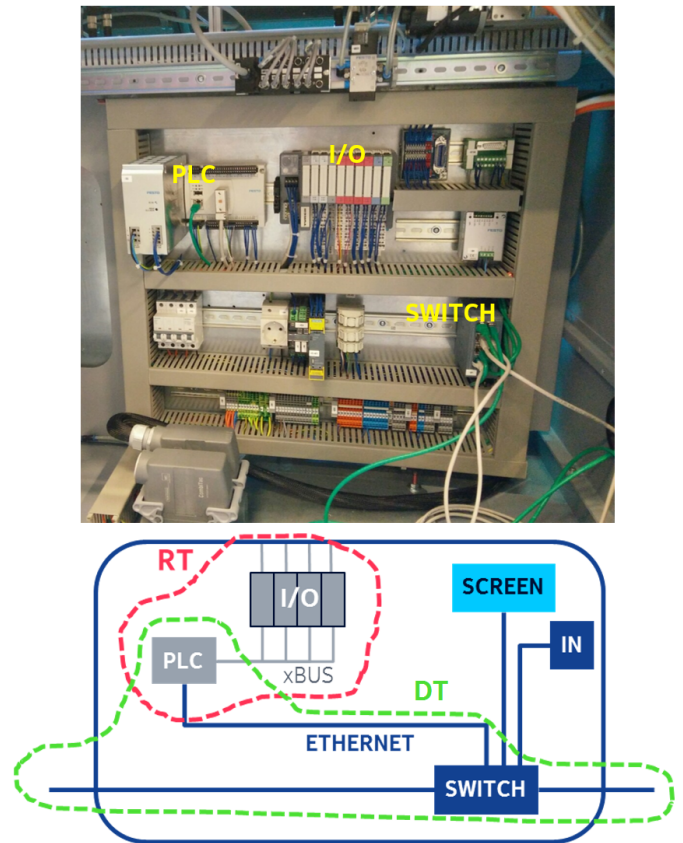 PLC
I/O
SWITCH
RT
I/O
SCREEN
PLC
IN
xBUS
DT
ETHERNET
SWITCH